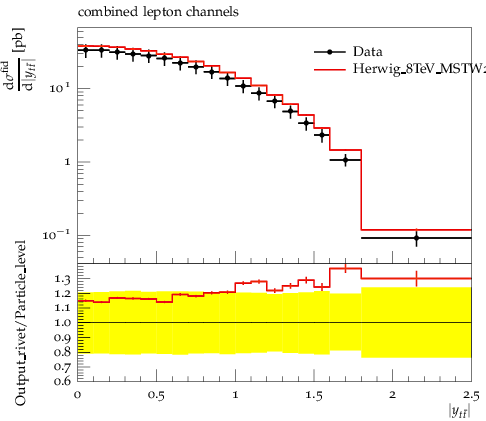 combined lepton channels
dσ^fid
d|y_tt̄| [pb]
10^1
1
10^−1
Data
Herwig_8TeV_MSTW2
Output_rivet/Particle_level
1.3
1.2
1.1
1.0
0.9
0.8
0.7
0.6
0 0.5 1 1.5 2 2.5
|y_tt̄|